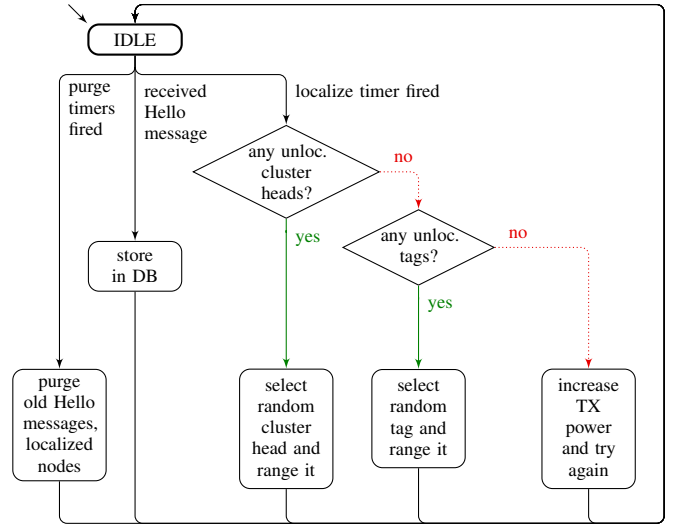 IDLE
purge
timers
fired
received
Hello
message
localize timer fired
any unloc.
cluster
heads?
no
yes
any unloc.
tags?
no
yes
store
in DB
purge
old Hello
messages,
localized
nodes
select
random
cluster
head and
range it
select
random
tag and
range it
increase
TX
power
and try
again